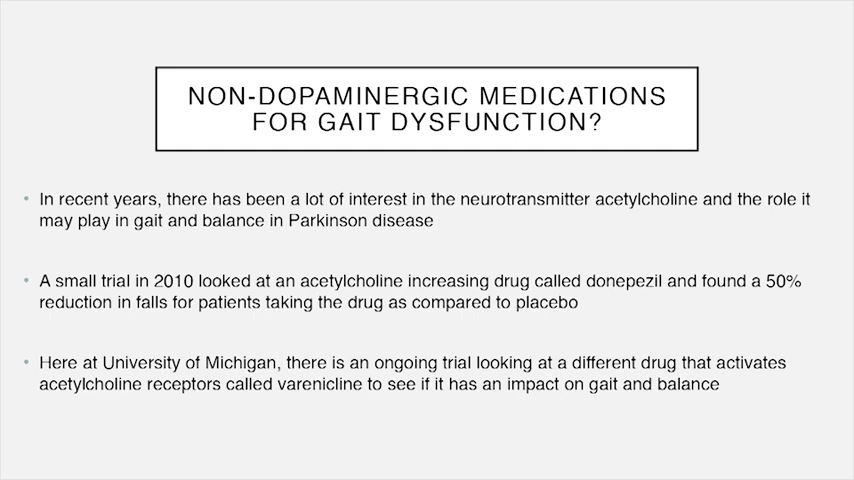 NON-DOPAMINERGIC MEDICATIONS
FOR GAIT DYSFUNCTION?
• In recent years, there has been a lot of interest in the neurotransmitter acetylcholine and the role it
may play in gait and balance in Parkinson disease
• A small trial in 2010 looked at an acetylcholine increasing drug called donepezil and found a 50%
reduction in falls for patients taking the drug as compared to placebo
• Here at University of Michigan, there is an ongoing trial looking at a different drug that activates
acetylcholine receptors called varenicline to see if it has an impact on gait and balance